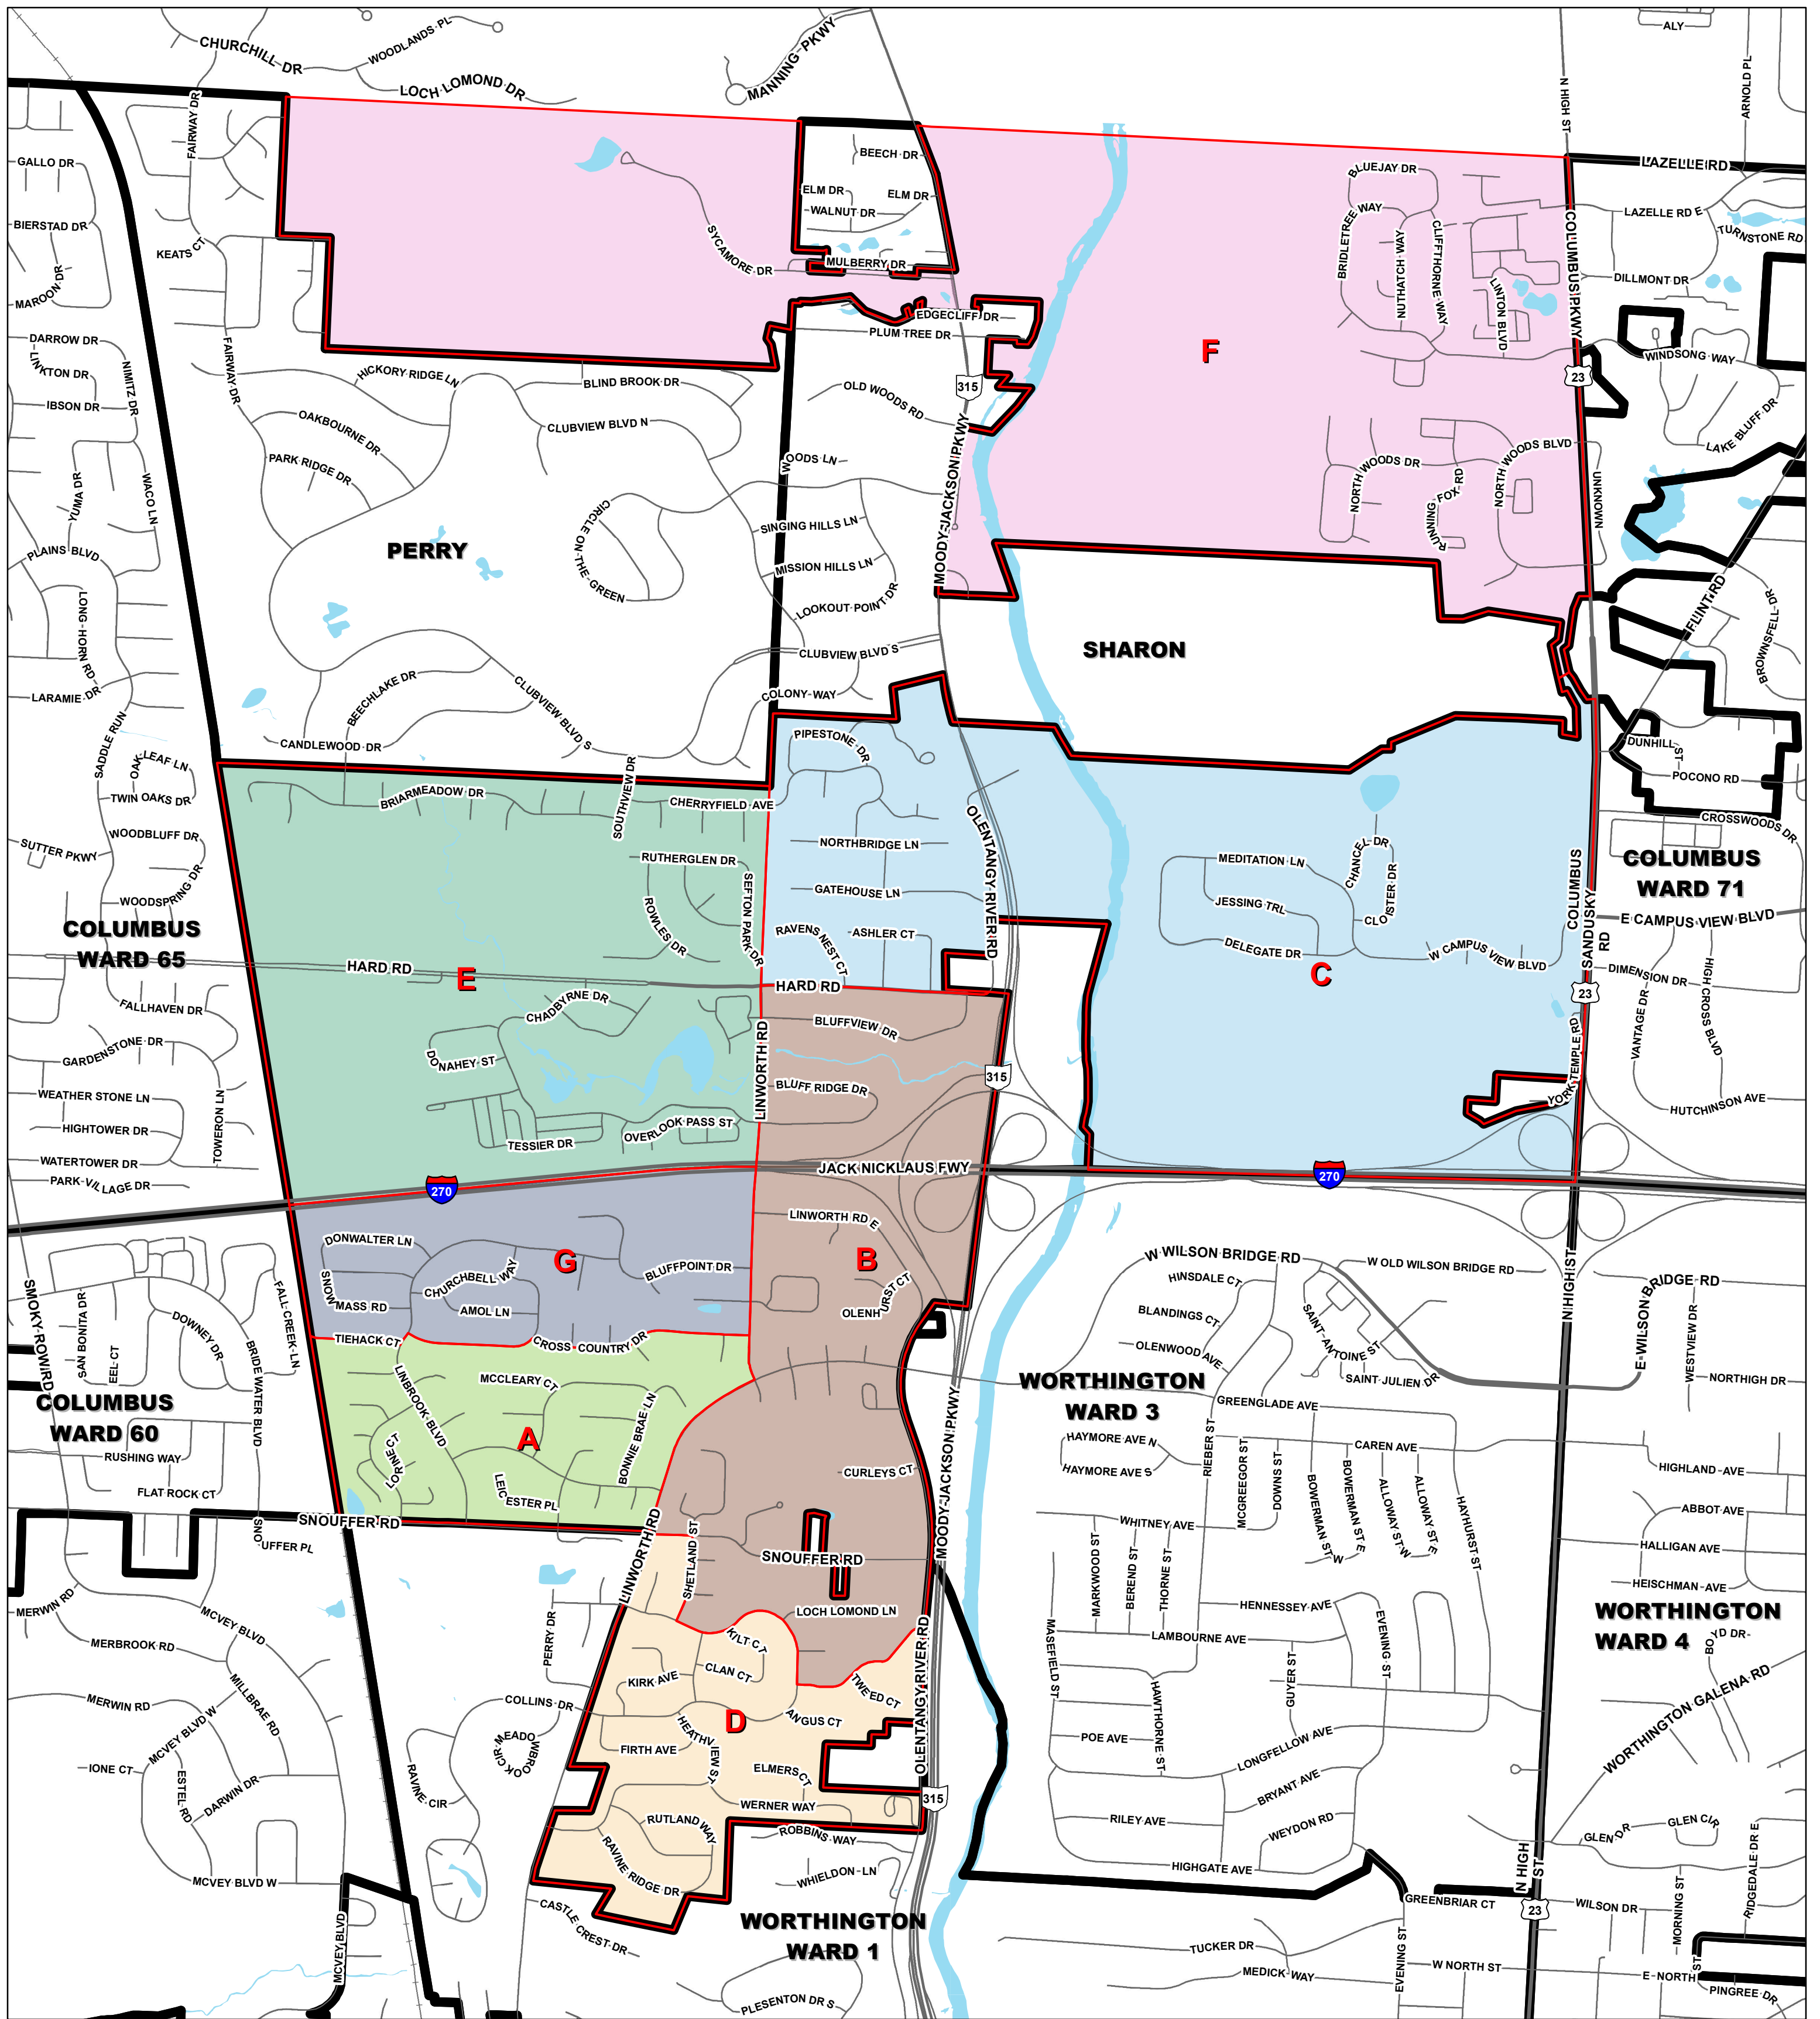 CHURCHILL DR
WOODLANDS PL
LOCH LOMOND DR
MANNING PKWY
N HIGH ST
ALY
ARNOLD PL
FAIRWAY DR
GALLO DR
BEECH DR
ELM DR
ELM DR
WALNUT DR
MULBERRY DR
SYCAMORE DR
BLUEJAY DR
LAZELLE RD
BRIDLETREE WAY
NUTHATCH WAY
CLIFFTHORNE WAY
LINTON BLVD
COLUMBUS PKWY
LAZELLE RD E
TURNSTONE RD
DILLMONT DR
BIERSTAD DR
KEATS CT
MAROON DR
DARROW DR
LINKTON DR
NIMITZ DR
IBSON DR
FAIRWAY DR
HICKORY RIDGE LN
BLIND BROOK DR
EDGECLIFF DR
PLUM TREE DR
315
F
23
WINDSONG WAY
LAKE BLUFF DR
OAKBOURNE DR
CLUBVIEW BLVD N
OLD WOODS RD
MOODY-JACKSON PKWY
PARK RIDGE DR
WOODS LN
NORTH WOODS DR
RUNNING FOX RD
NORTH WOODS BLVD
UNKNOWN
YUMA DR
WACO LN
PLAINS BLVD
PERRY
CIRCLE ON THE GREEN
SINGING HILLS LN
MISSION HILLS LN
LOOKOUT POINT DR
FLINT RD
BROWNSFELL DR
LONG-HORN RD
LARAMIE DR
SADDLE RUN
BEECHLAKE DR
CLUBVIEW BLVD S
CLUBVIEW BLVD S
COLONY WAY
SHARON
CANDLEWOOD DR
OAK LEAF LN
TWIN OAKS DR
SOUTHVIEW DR
BRIARMEADOW DR
CHERRYFIELD AVE
PIPESTONE DR
DUNHILL ST
POCONO RD
CROSSWOODS DR
SUTTER PKWY
WOODBLUFF DR
WOODSPRING DR
RUTHERGLEN DR
SEFTON PARK DR
ROWLES DR
NORTHBRIDGE LN
GATEHOUSE LN
RAVENS NEST CT
ASHLER CT
OLENTANGY RIVER RD
MEDITATION LN
CHANCEL DR
CLOISTER DR
JESSING TRL
DELEGATE DR
W CAMPUS VIEW BLVD
C
COLUMBUS
SANDUSKY RD
23
COLUMBUS
WARD 71
E CAMPUS VIEW BLVD
DIMENSION DR
VANTAGE DR
HIGH CROSS BLVD
HUTCHINSON AVE
YORK TEMPLE RD
COLUMBUS
WARD 65
HARD RD
E
HARD RD
FALLHAVEN DR
GARDENSTONE DR
WEATHER STONE LN
HIGHTOWER DR
TOWERON LN
WATERTOWER DR
PARK VILLAGE DR
CHADBYRNE DR
DONAHEY ST
TESSIER DR
OVERLOOK PASS ST
LINWORTH RD
BLUFFVIEW DR
BLUFF RIDGE DR
315
JACK NICKLAUS FWY
270
270
DONWALTER LN
SNOWMASS RD
CHURCHBELL WAY
AMOL LN
G
BLUFFPOINT DR
LINWORTH RD E
B
OLENHURST CT
TIEHACK CT
CROSS COUNTRY DR
W WILSON BRIDGE RD
HINSDALE CT
BLANDINGS CT
OLENWOOD AVE
W OLD WILSON BRIDGE RD
SAINT ANTOINE ST
SAINT JULIEN DR
N HIGH ST
E WILSON BRIDGE RD
WESTVIEW DR
NORTHIGH DR
SMOKY ROW RD
SAN BONITA DR
EEL CT
DOWNEY DR
BRIDE WATER BLVD
FALL CREEK LN
COLUMBUS
WARD 60
RUSHING WAY
FLAT ROCK CT
LINBROOK BLVD
MCCLEARY CT
A
BONNIE BRAE LN
LORINE CT
LEICESTER PL
CURLEYS CT
MOODY-JACKSON PKWY
WORTHINGTON
WARD 3
GREENGLADE AVE
HAYMORE AVE N
HAYMORE AVE S
RIEBER ST
MCGREEGOR ST
DOWNS ST
CAREN AVE
BOWERMAN ST W
BOWERMAN ST E
ALLOWAY ST W
ALLOWAY ST E
HAYHURST ST
HIGHLAND AVE
ABBOT AVE
HALLIGAN AVE
HEISCHMAN AVE
SNOUFFER RD
SNOUFFER PL
LINWORTH RD
SHETLAND ST
SNOUFFER RD
LOCH LOMOND LN
WHITNEY AVE
MARKWOOD ST
BEREND ST
THORNE ST
HENNESSEY AVE
LAMBOURNE AVE
MASEFIELD ST
EVENING ST
GUYER ST
HAWTHORNE ST
WORTHINGTON
WARD 4
BOYD DR
WORTHINGTON GALENA RD
MERWIN RD
MCVEY BLVD
MERBROOK RD
MILLBRAE RD
MERWIN RD
MCVEY BLVD W
IONE CT
ESTEL RD
DARWIN DR
MCVEY BLVD W
MCVEY BLVD
PERRY DR
COLLINS DR
MEADOWBROOK CIR
RAVINE CIR
KILT CT
CLAN CT
KIRK AVE
D
TWEED CT
ANGUS CT
HEATHVIEW ST
FIRTH AVE
ELMERS CT
WERNER WAY
OLENTANGY RIVER RD
315
RUTLAND WAY
RAVINE RIDGE DR
ROBBINS WAY
WHIELDON LN
CASTLE CREST DR
WORTHINGTON
WARD 1
PLESENTON DR S
POE AVE
LONGFELLOW AVE
BRYANT AVE
RILEY AVE
WEYDON RD
HIGHGATE AVE
GREENBRIAR CT
N HIGH ST
23
GLEN DR
GLEN CIR
RIDGEDALE DR E
WILSON DR
MORNING ST
TUCKER DR
MEDICK WAY
EVENING ST
W NORTH ST
E NORTH ST
PINGREE DR